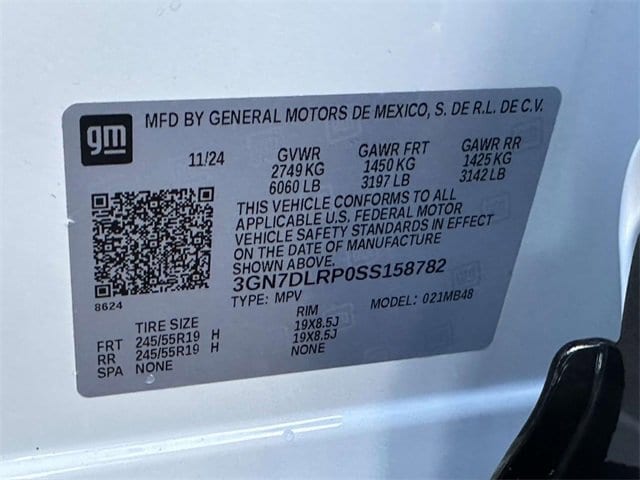 gm
MFD BY GENERAL MOTORS DE MEXICO, S. DE R.L. DE C.V.
11/24 GVWR GAWR FRT GAWR RR
2749 KG 1450 KG 1425 KG
6060 LB 3197 LB 3142 LB
THIS VEHICLE CONFORMS TO ALL
APPLICABLE U.S. FEDERAL MOTOR
VEHICLE SAFETY STANDARDS IN EFFECT
ON THE DATE OF MANUFACTURE
SHOWN ABOVE.
3GN7DLRP0SS158782
8624 TYPE: MPV MODEL: 021MB48
TIRE SIZE RIM
FRT 245/55R19 H 19X8.5J
RR 245/55R19 H 19X8.5J
SPA NONE NONE